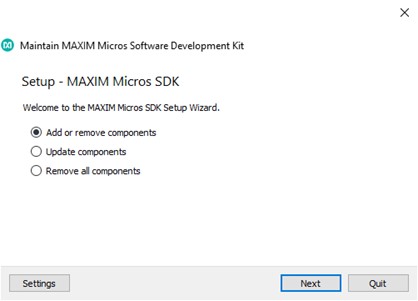 Maintain MAXIM Micros Software Development Kit
Setup - MAXIM Micros SDK
Welcome to the MAXIM Micros SDK Setup Wizard.
Add or remove components
Update components
Remove all components
Settings
Next
Quit